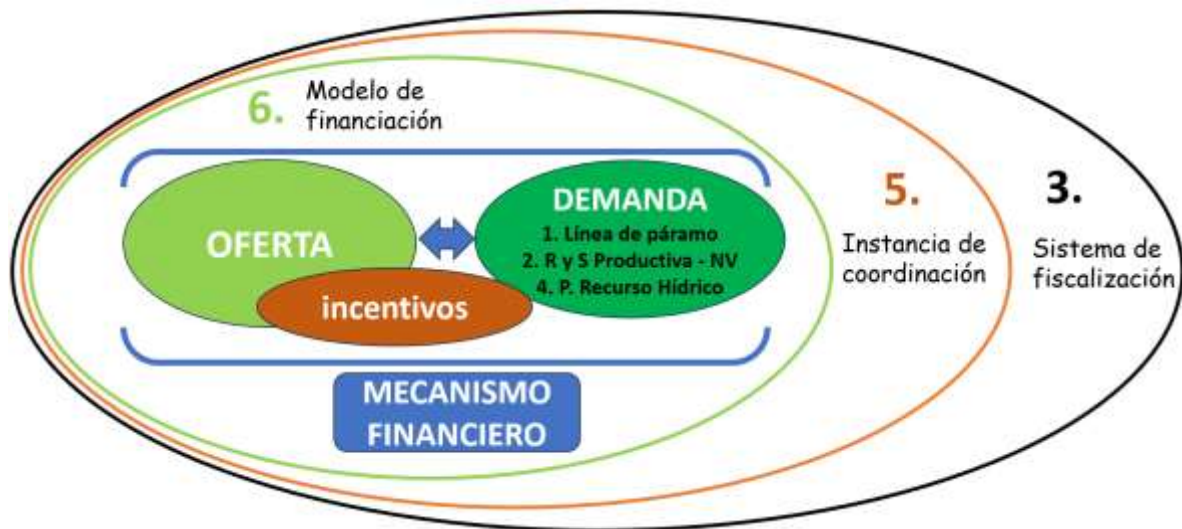 6. Modelo de
financiación
OFERTA
DEMANDA
1. Línea de páramo
2. R y S Productiva - NV
4. P. Recurso Hídrico
incentivos
MECANISMO
FINANCIERO
5.
Instancia de
coordinación
3.
Sistema de
fiscalización